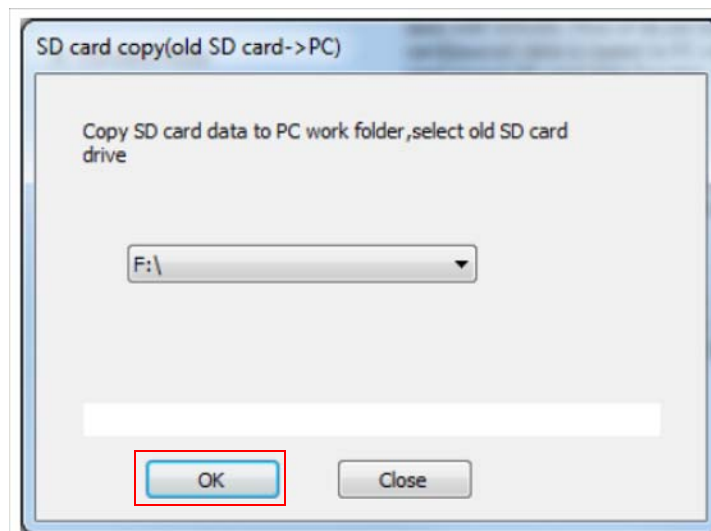 SD card copy(old SD card->PC)
Copy SD card data to PC work folder,select old SD card
drive
F:\
OK
Close